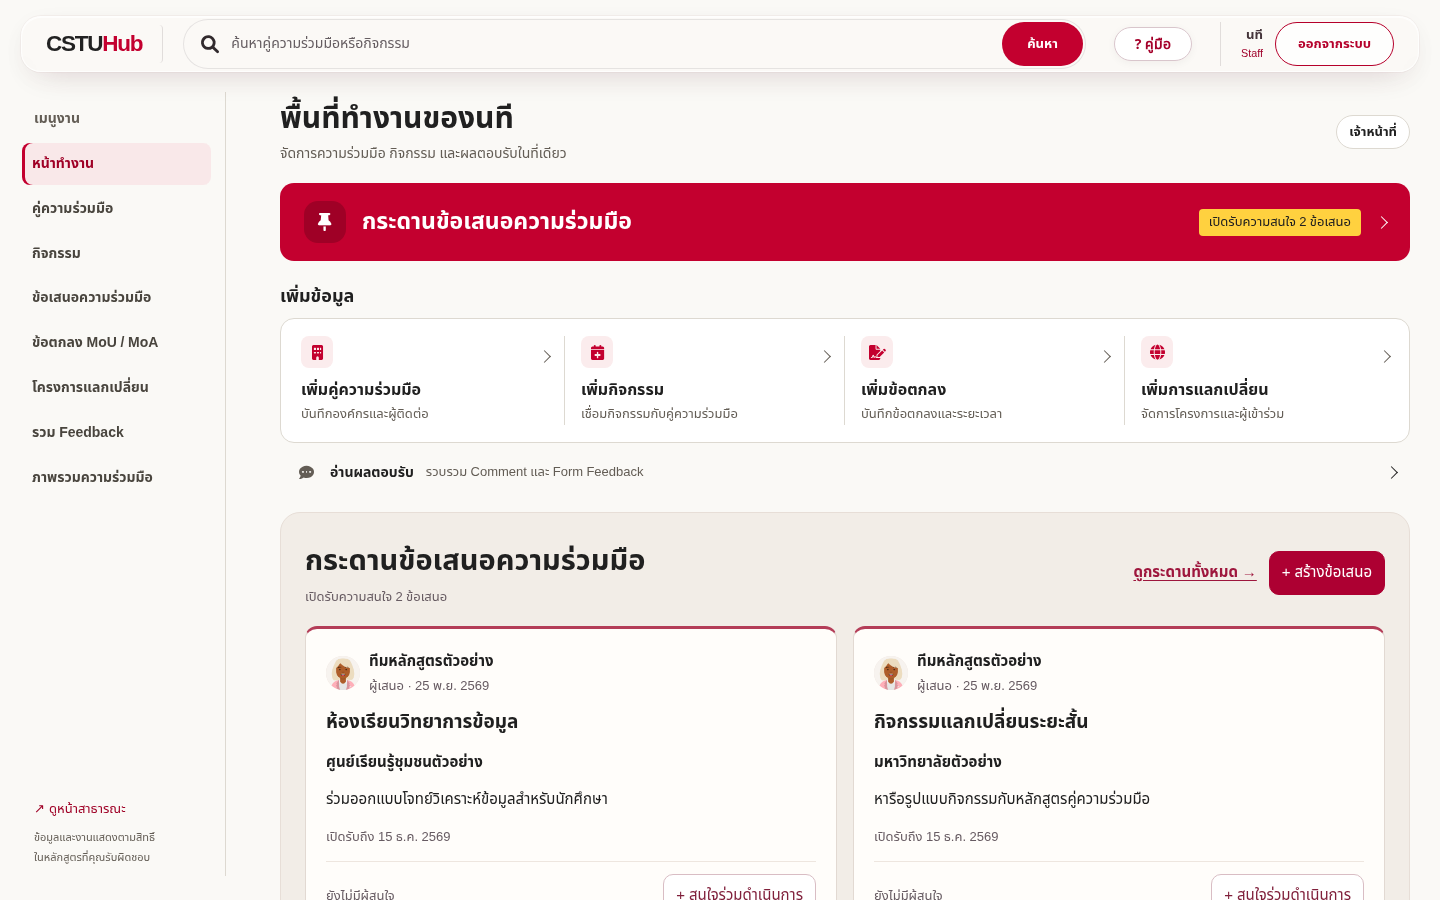 CSTUHub
ค้นหาคู่ความร่วมมือหรือกิจกรรม
ค้นหา
? คู่มือ
นที
Staff
ออกจากระบบ
เมนูงาน
หน้าทำงาน
คู่ความร่วมมือ
กิจกรรม
ข้อเสนอความร่วมมือ
ข้อตกลง MoU / MoA
โครงการแลกเปลี่ยน
รวม Feedback
ภาพรวมความร่วมมือ
↗ ดูหน้าสาธารณะ
ข้อมูลและงานแสดงตามสิทธิ์
ในหลักสูตรที่คุณรับผิดชอบ
พื้นที่ทำงานของนที
จัดการความร่วมมือ กิจกรรม และผลตอบรับในที่เดียว
เจ้าหน้าที่
กระดานข้อเสนอความร่วมมือ
เปิดรับความสนใจ 2 ข้อเสนอ
เพิ่มข้อมูล
เพิ่มคู่ความร่วมมือ
บันทึกองค์กรและผู้ติดต่อ
เพิ่มกิจกรรม
เชื่อมกิจกรรมกับคู่ความร่วมมือ
เพิ่มข้อตกลง
บันทึกข้อตกลงและระยะเวลา
เพิ่มการแลกเปลี่ยน
จัดการโครงการและผู้เข้าร่วม
อ่านผลตอบรับ รวบรวม Comment และ Form Feedback
กระดานข้อเสนอความร่วมมือ
เปิดรับความสนใจ 2 ข้อเสนอ
ดูกระดานทั้งหมด →
+ สร้างข้อเสนอ
ทีมหลักสูตรตัวอย่าง
ผู้เสนอ · 25 พ.ย. 2569
ห้องเรียนวิทยาการข้อมูล
ศูนย์เรียนรู้ชุมชนตัวอย่าง
ร่วมออกแบบโจทย์วิเคราะห์ข้อมูลสำหรับนักศึกษา
เปิดรับถึง 15 ธ.ค. 2569
ยังไม่มีผู้สนใจ
+ สนใจร่วมดำเนินการ
ทีมหลักสูตรตัวอย่าง
ผู้เสนอ · 25 พ.ย. 2569
กิจกรรมแลกเปลี่ยนระยะสั้น
มหาวิทยาลัยตัวอย่าง
หารือรูปแบบกิจกรรมกับหลักสูตรคู่ความร่วมมือ
เปิดรับถึง 15 ธ.ค. 2569
ยังไม่มีผู้สนใจ
+ สนใจร่วมดำเนินการ